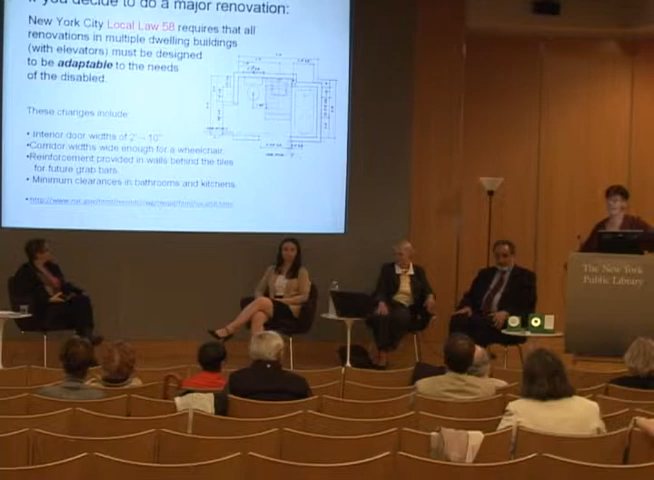 If you decide to do a major renovation:
New York City Local Law 58 requires that all
renovations in multiple dwelling buildings
(with elevators) must be designed
to be adaptable to the needs
of the disabled.
These changes include:
• Interior door widths of 2' – 10"
•Corridor widths wide enough for a wheelchair.
•Reinforcement provided in walls behind the tiles
for future grab bars.
• Minimum clearances in bathrooms and kitchens.
The New York
Public Library